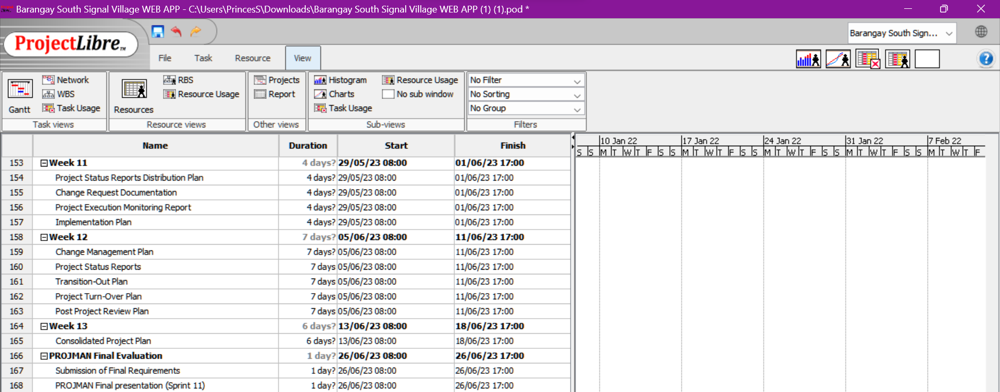 Barangay South Signal Village WEB APP - C:\Users\PrincesS\Downloads\Barangay South Signal Village WEB APP (1) (1).pod *
ProjectLibre™
Barangay South Sign...
File Task Resource View
Gantt
Network
WBS
Task Usage
Task views
Resources
RBS
Resource Usage
Resource views
Projects
Report
Other views
Histogram
Charts
Task Usage
Resource Usage
No sub window
Sub-views
No Filter
No Sorting
No Group
Filters
Name Duration Start Finish
153 Week 11 4 days? 29/05/23 08:00 01/06/23 17:00
154 Project Status Reports Distribution Plan 4 days? 29/05/23 08:00 01/06/23 17:00
155 Change Request Documentation 4 days? 29/05/23 08:00 01/06/23 17:00
156 Project Execution Monitoring Report 4 days? 29/05/23 08:00 01/06/23 17:00
157 Implementation Plan 4 days? 29/05/23 08:00 01/06/23 17:00
158 Week 12 7 days? 05/06/23 08:00 11/06/23 17:00
159 Change Management Plan 7 days? 05/06/23 08:00 11/06/23 17:00
160 Project Status Reports 7 days 05/06/23 08:00 11/06/23 17:00
161 Transition-Out Plan 7 days 05/06/23 08:00 11/06/23 17:00
162 Project Turn-Over Plan 7 days 05/06/23 08:00 11/06/23 17:00
163 Post Project Review Plan 7 days 05/06/23 08:00 11/06/23 17:00
164 Week 13 6 days? 13/06/23 08:00 18/06/23 17:00
165 Consolidated Project Plan 6 days? 13/06/23 08:00 18/06/23 17:00
166 PROJMAN Final Evaluation 1 day? 26/06/23 08:00 26/06/23 17:00
167 Submission of Final Requirements 1 day? 26/06/23 08:00 26/06/23 17:00
168 PROJMAN Final presentation (Sprint 11) 1 day? 26/06/23 08:00 26/06/23 17:00
10 Jan 22 17 Jan 22 24 Jan 22 31 Jan 22 7 Feb 22
S S M T W T F S S M T W T F S S M T W T F S S M T W T F S S M T W T F